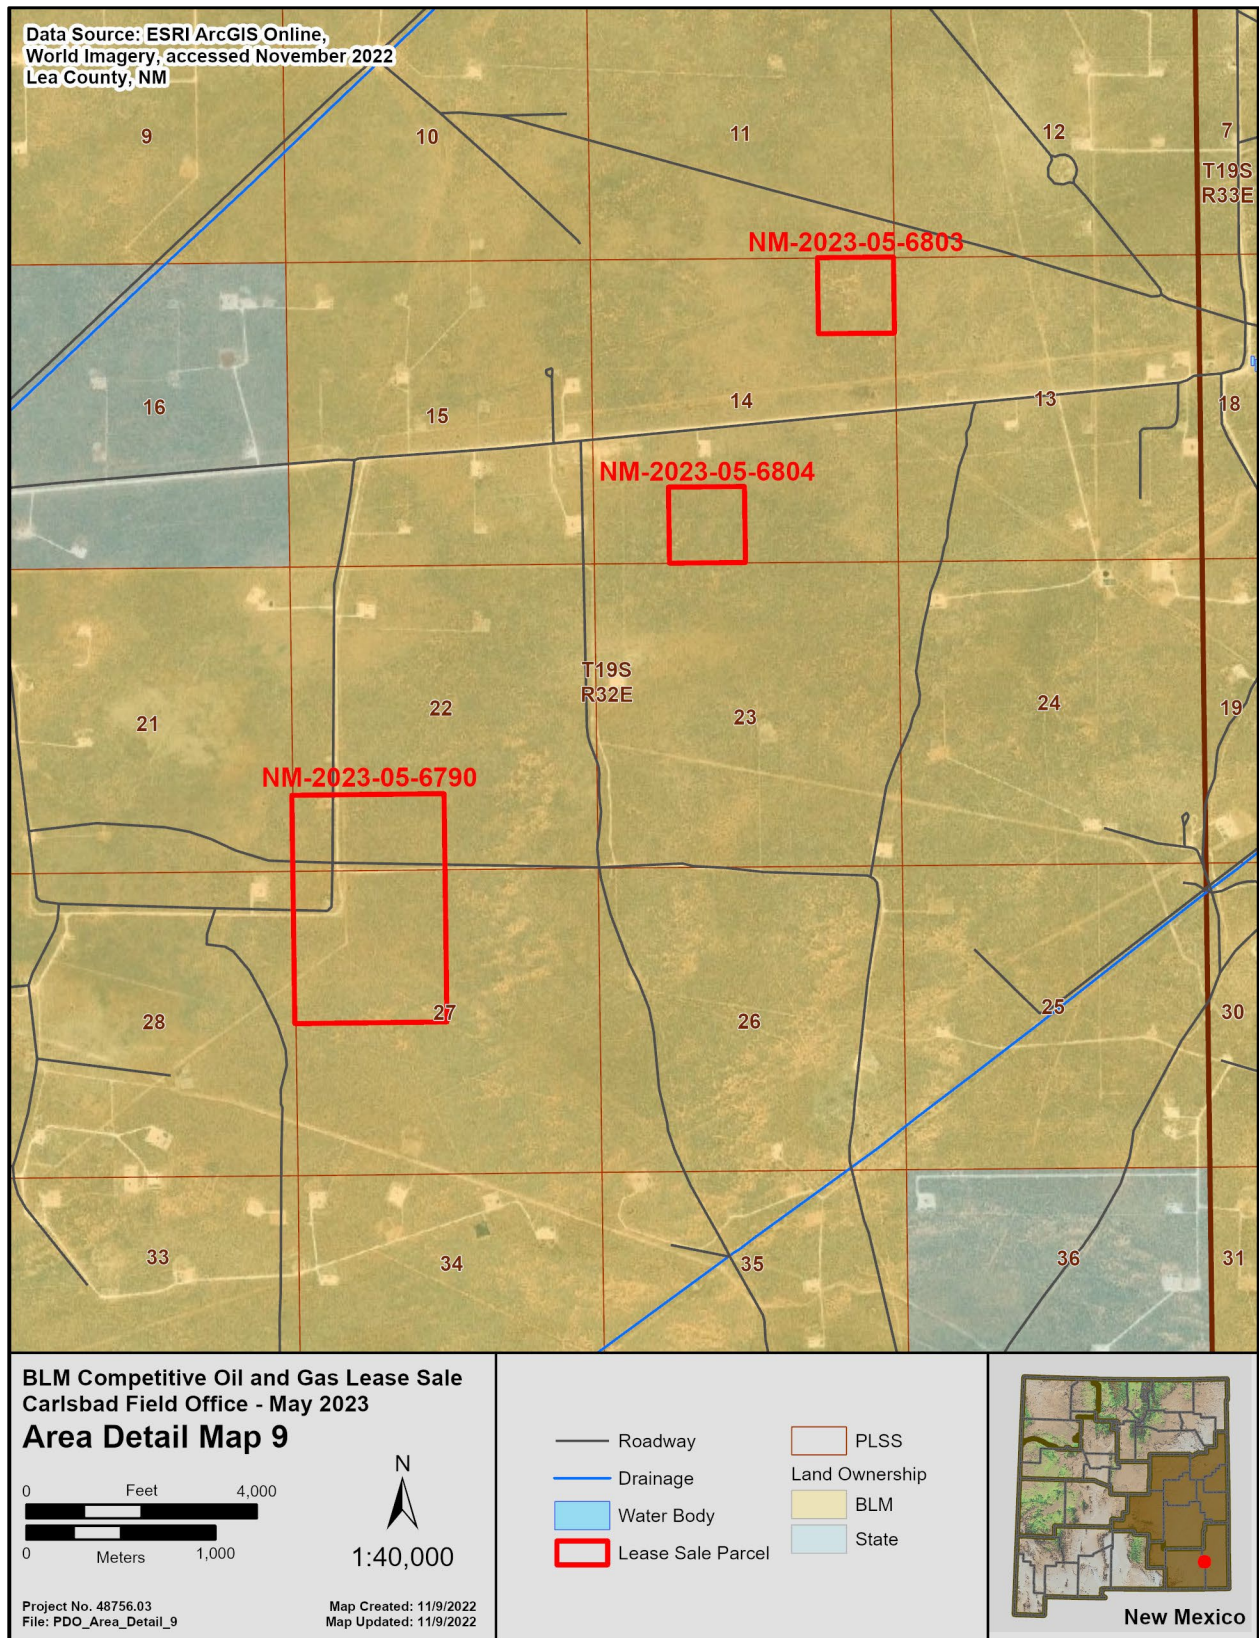 Data Source: ESRI ArcGIS Online,
World Imagery, accessed November 2022
Lea County, NM
9
10
11
12
7
T19S
R33E
NM-2023-05-6803
16
15
14
13
18
NM-2023-05-6804
T19S
R32E
21
22
23
24
19
NM-2023-05-6790
28
27
26
25
30
33
34
35
36
31
BLM Competitive Oil and Gas Lease Sale
Carlsbad Field Office - May 2023
Area Detail Map 9
0 Feet 4,000
0 Meters 1,000
N
1:40,000
Project No. 48756.03
File: PDO_Area_Detail_9
Map Created: 11/9/2022
Map Updated: 11/9/2022
Roadway
Drainage
Water Body
Lease Sale Parcel
PLSS
Land Ownership
BLM
State
New Mexico